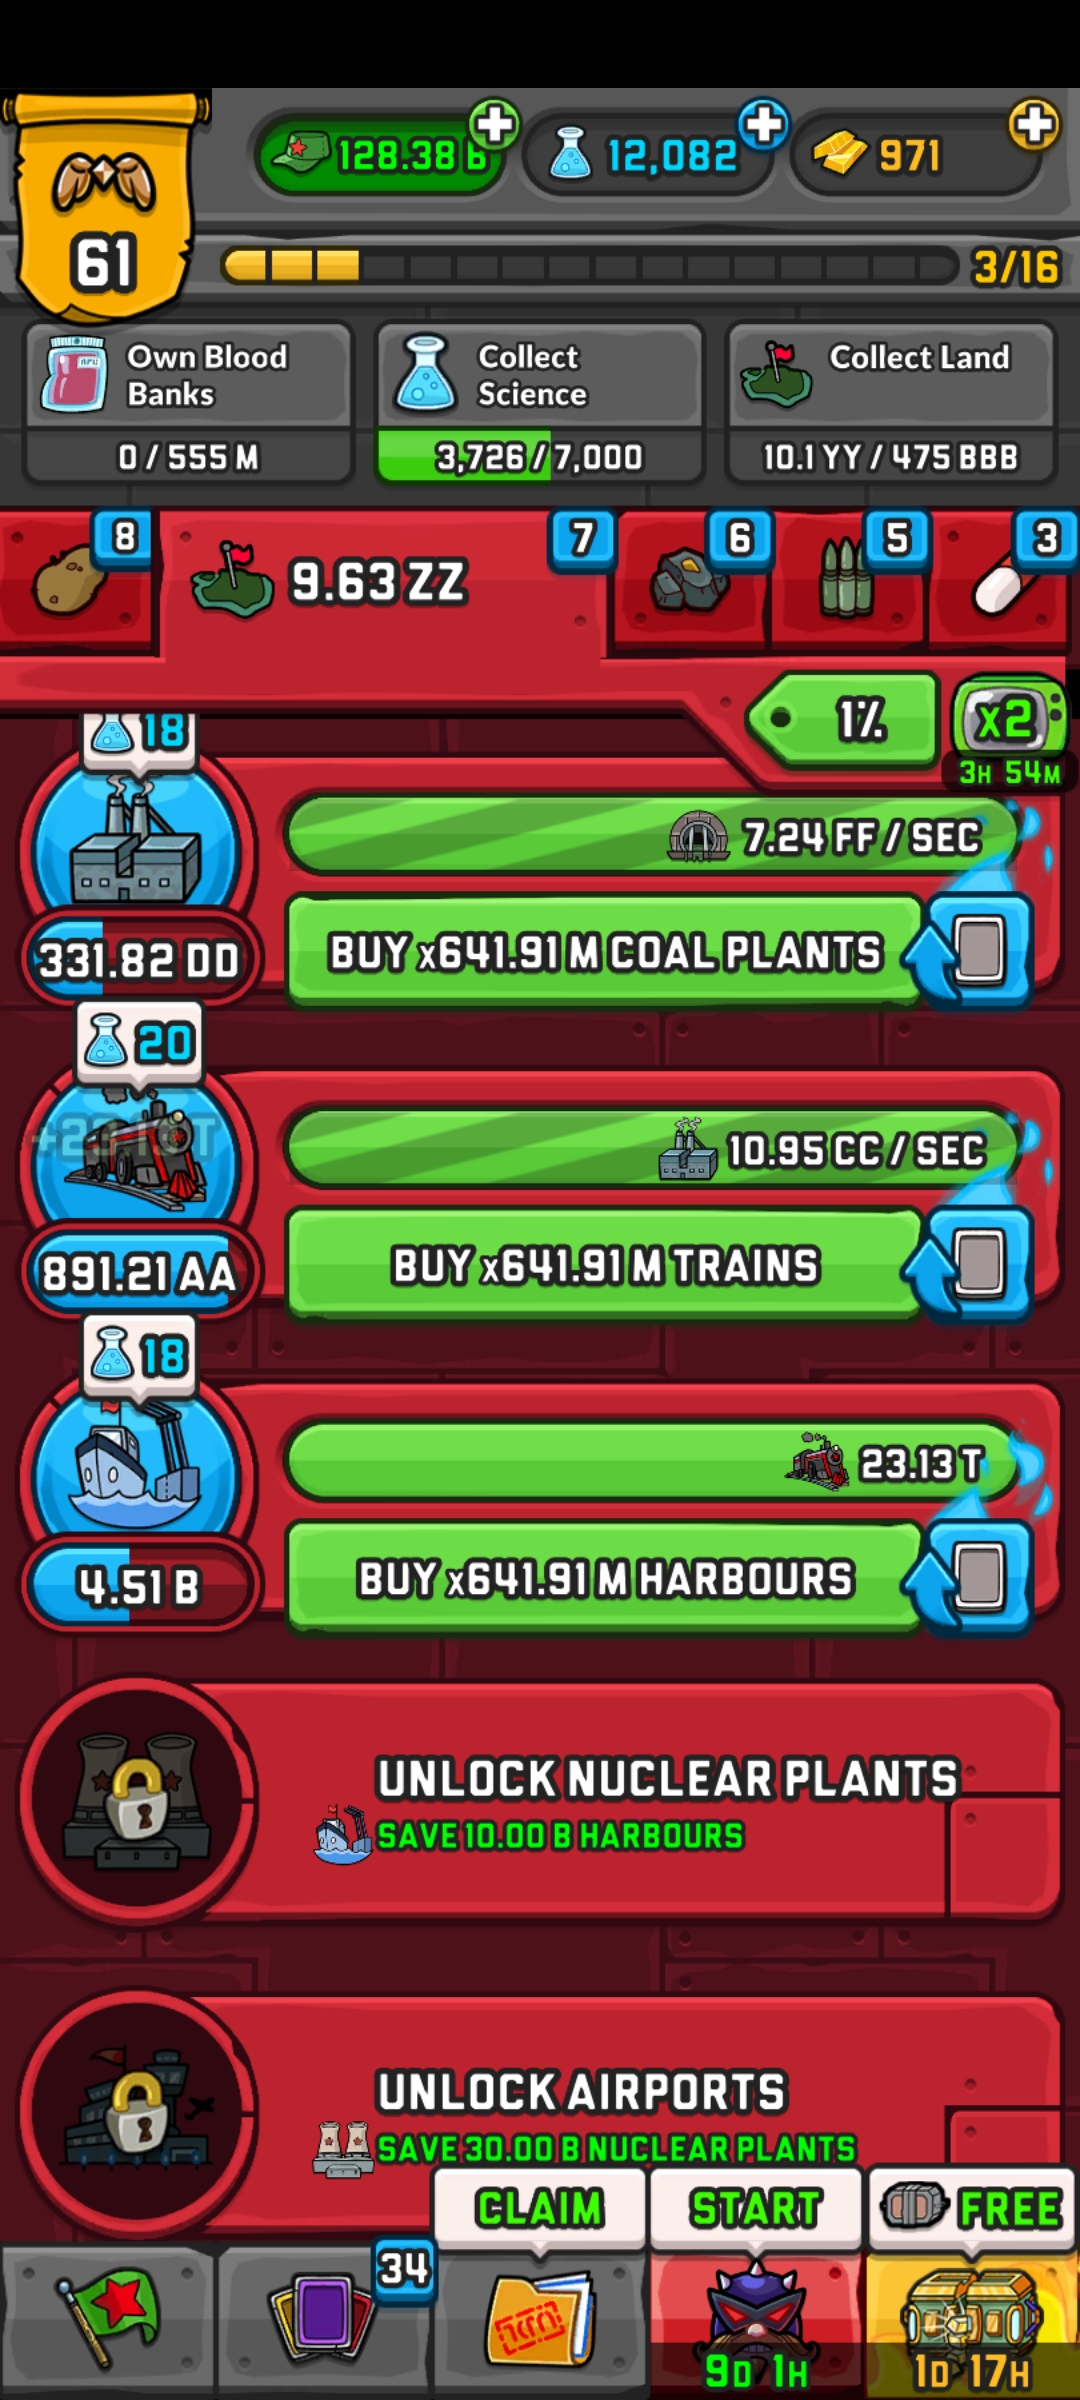 128.38 B
12,082
971
61
3/16
Own Blood
Banks
0 / 555 M
Collect
Science
3,726 / 7,000
Collect Land
10.1 YY / 475 BBB
8
9.63 ZZ
7
6
5
3
1%
x2
3H 54M
18
7.24 FF / SEC
BUY x641.91 M COAL PLANTS
331.82 DD
20
10.95 CC / SEC
BUY x641.91 M TRAINS
891.21 AA
18
23.13 T
BUY x641.91 M HARBOURS
4.51 B
UNLOCK NUCLEAR PLANTS
SAVE 10.00 B HARBOURS
UNLOCK AIRPORTS
SAVE 30.00 B NUCLEAR PLANTS
CLAIM
START
FREE
34
9D 1H
1D 17H